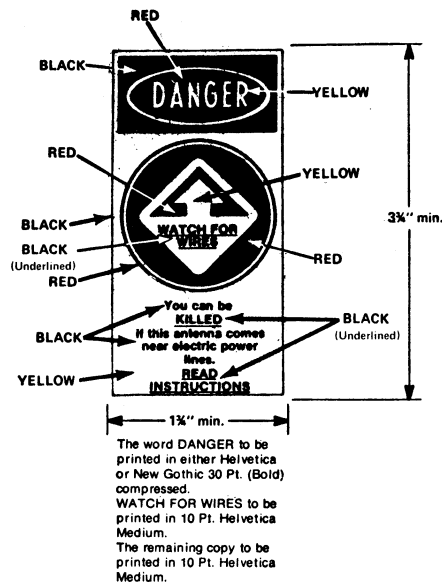 RED
BLACK
DANGER
YELLOW
RED
YELLOW
BLACK
WATCH FOR
WIRES
3¾" min.
BLACK
(Underlined)
RED
RED
You can be
KILLED
if this antenna comes
near electric power
lines.
READ
INSTRUCTIONS
BLACK
BLACK
(Underlined)
YELLOW
1¾" min.
The word DANGER to be
printed in either Helvetica
or New Gothic 30 Pt. (Bold)
compressed.
WATCH FOR WIRES to be
printed in 10 Pt. Helvetica
Medium.
The remaining copy to be
printed in 10 Pt. Helvetica
Medium.